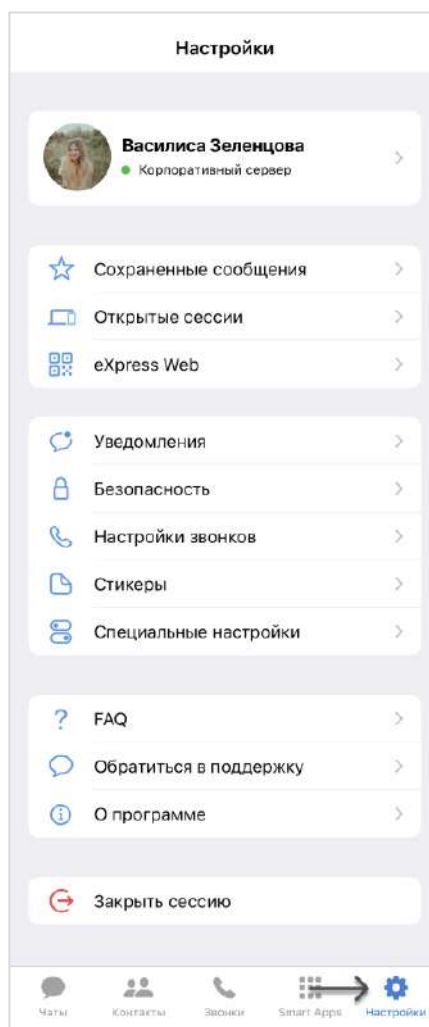 Настройки
Василиса Зеленцова
Корпоративный сервер
Сохраненные сообщения
Открытые сессии
eXpress Web
Уведомления
Безопасность
Настройки звонков
Стикеры
Специальные настройки
FAQ
Обратиться в поддержку
О программе
Закрыть сессию
Чаты
Контакты
Звонки
Smart Apps
Настройки